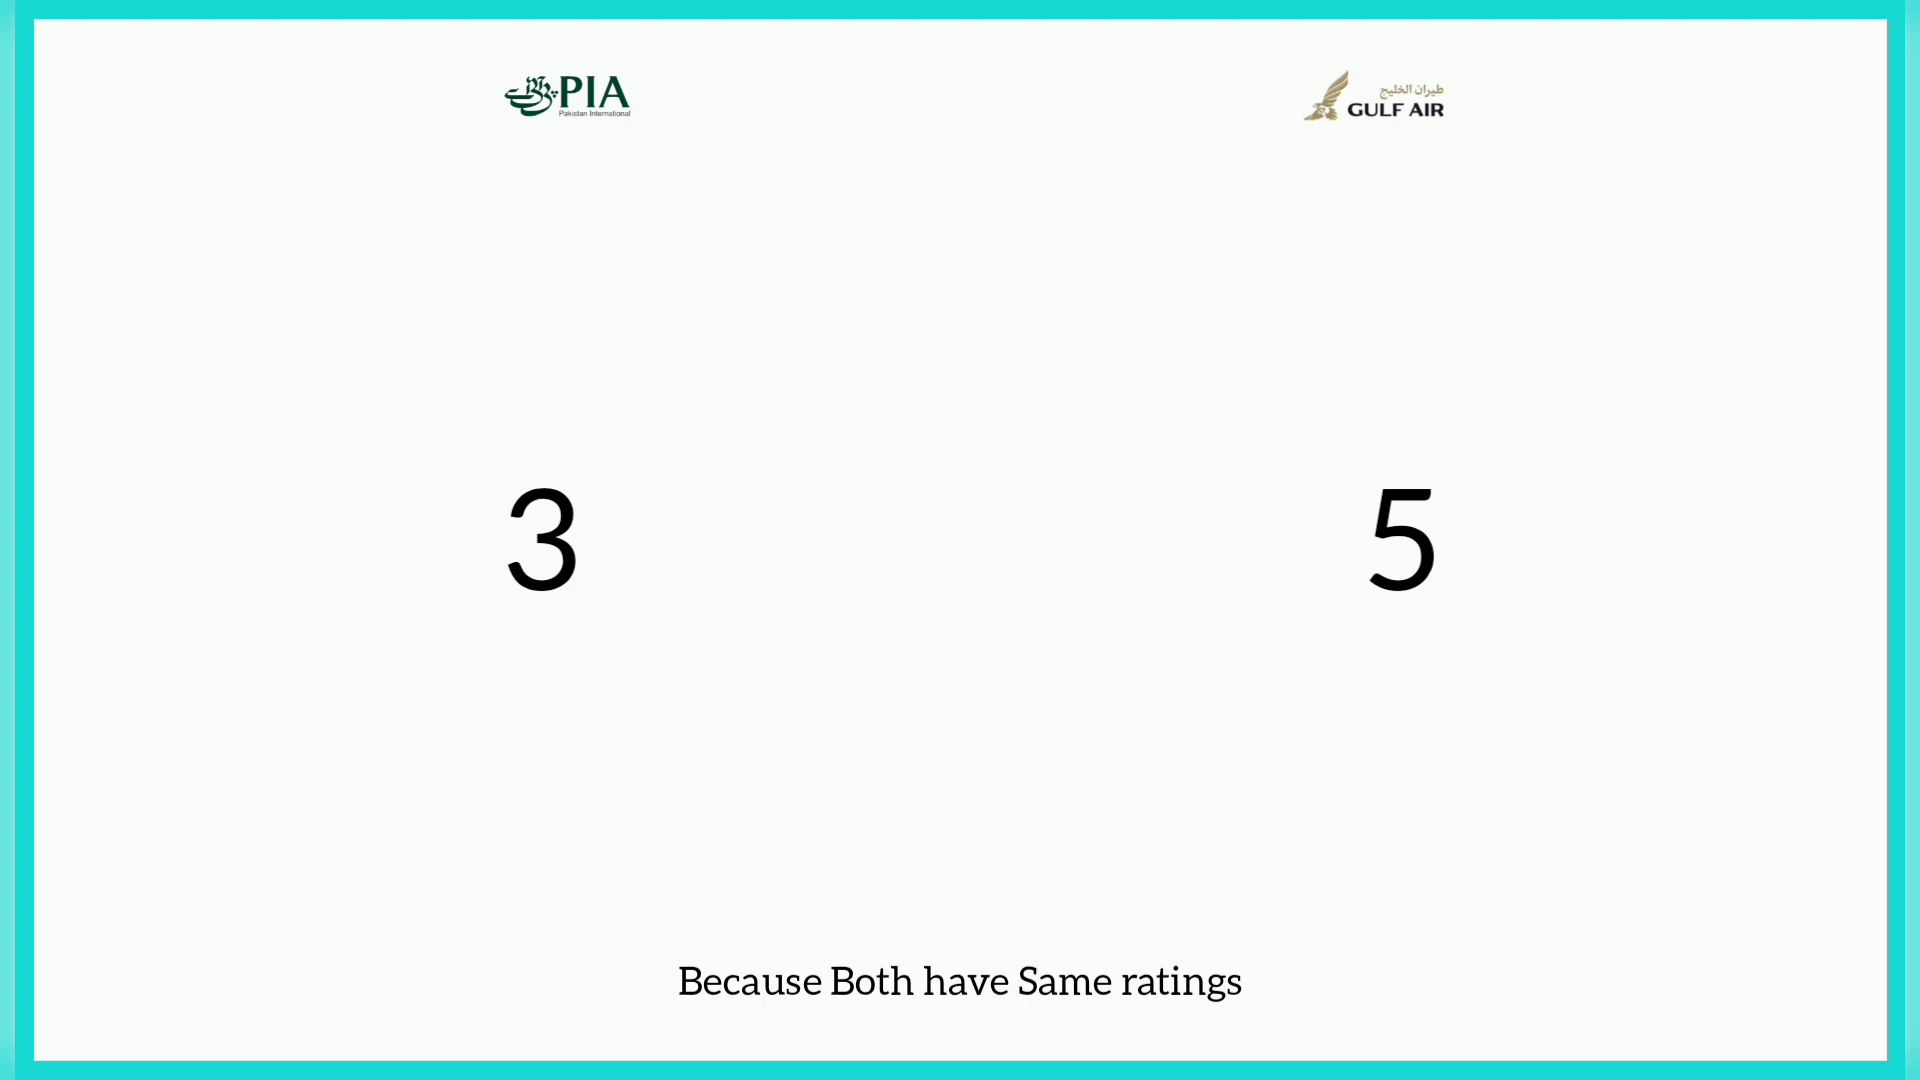 PIA
Pakistan International
طيران الخليج
GULF AIR
3
5
Because Both have Same ratings